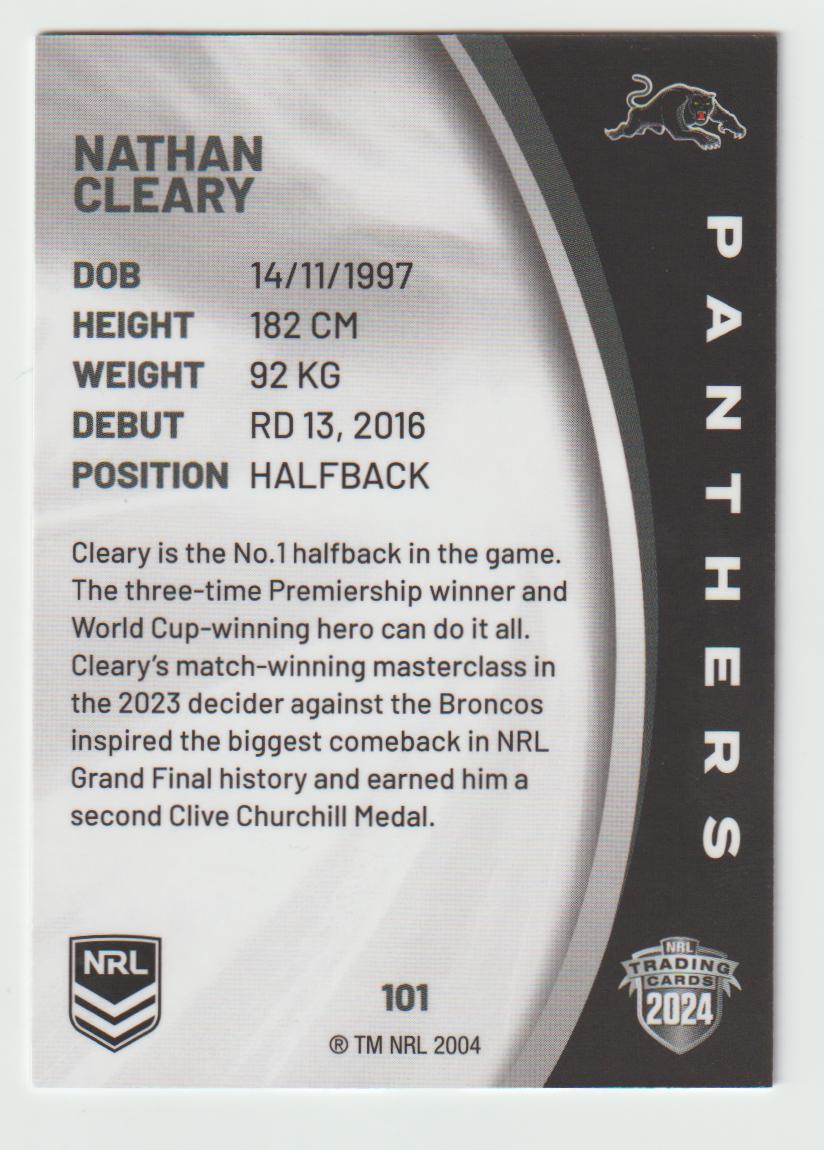 NATHAN
CLEARY
DOB 14/11/1997
HEIGHT 182 CM
WEIGHT 92 KG
DEBUT RD 13, 2016
POSITION HALFBACK
Cleary is the No.1 halfback in the game.
The three-time Premiership winner and
World Cup-winning hero can do it all.
Cleary's match-winning masterclass in
the 2023 decider against the Broncos
inspired the biggest comeback in NRL
Grand Final history and earned him a
second Clive Churchill Medal.
NRL
101
® TM NRL 2004
PANTHERS
NRL
TRADING
CARDS
2024